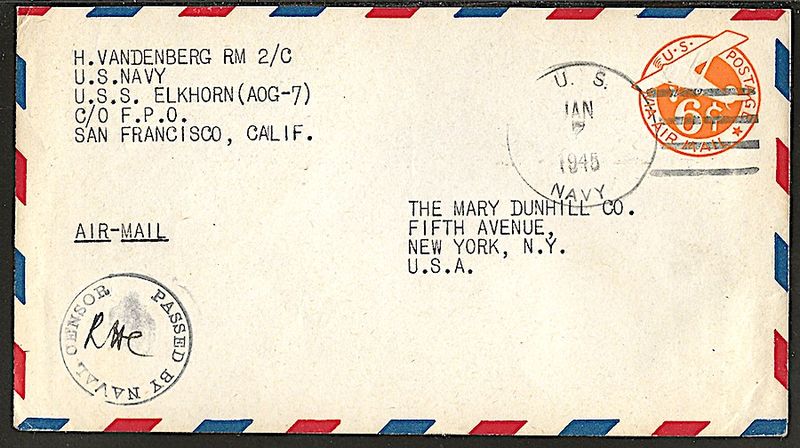 H.VANDENBERG RM 2/C
U.S.NAVY
U.S.S. ELKHORN(AOG-7)
C/O F.P.O.
SAN FRANCISCO, CALIF.
U. S.
JAN
1945
NAVY
U.S. POSTAGE
6¢
VIA AIR MAIL
THE MARY DUNHILL CO.
FIFTH AVENUE,
NEW YORK, N.Y.
U.S.A.
AIR-MAIL
PASSED BY NAVAL CENSOR